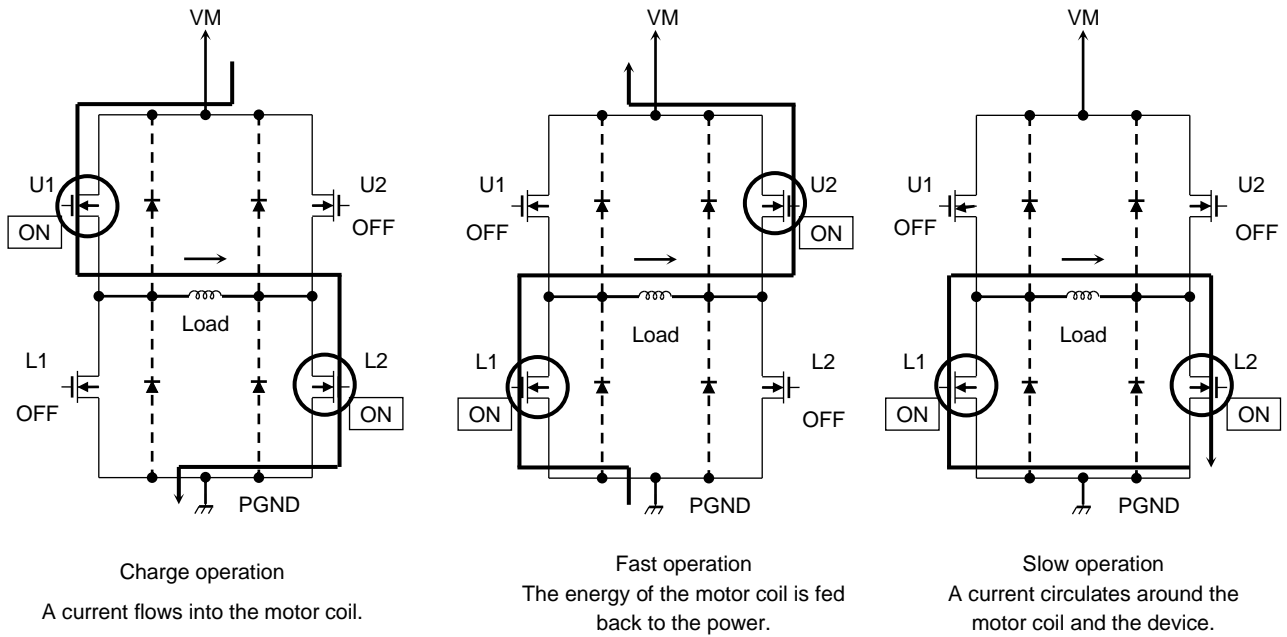 VM
U1
ON
U2
OFF
Load
L1
OFF
L2
ON
PGND
Charge operation
A current flows into the motor coil.
VM
U1
OFF
U2
ON
Load
L1
ON
L2
OFF
PGND
Fast operation
The energy of the motor coil is fed
back to the power.
VM
U1
OFF
U2
OFF
Load
L1
ON
L2
ON
PGND
Slow operation
A current circulates around the
motor coil and the device.